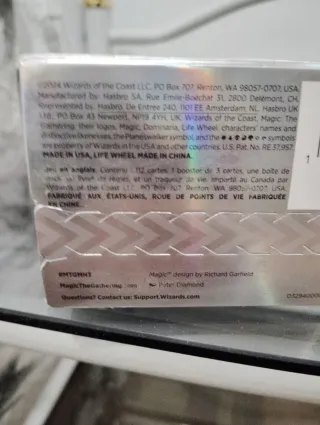 ©2024 Wizards of the Coast LLC, PO Box 707, Renton, WA 98057-0707, USA.
Manufactured by: Hasbro SA, Rue Emile-Boéchat 31, 2800 Delémont, CH.
Represented by: Hasbro, De Entrée 240, 1101 EE Amsterdam, NL. Hasbro UK
Ltd., PO Box 43 Newport, NP19 4YH, UK. Wizards of the Coast, Magic: The
Gathering, their logos, Magic, Dominaria, Life Wheel, characters' names and
distinctive likenesses, the Planeswalker symbol, and the symbols
are property of Wizards in the USA and other countries. U.S. Pat. No. RE 37,957.
MADE IN USA, LIFE WHEEL MADE IN CHINA.
Jeu en anglais. Contient : 112 cartes, 1 booster de 3 cartes, une boîte de
deck, un livret de règles, et un traqueur de vie. Importé au Canada par
Wizards of the Coast LLC, PO Box 707 Renton, WA 98057-0707, USA.
FABRIQUÉ AUX ÉTATS-UNIS, ROUE DE POINTS DE VIE FABRIQUÉE
EN CHINE.
1
#MTGMH3
MagicTheGathering.com
Questions? Contact us: Support.Wizards.com
Magic™ design by Richard Garfield
Peter Diamond